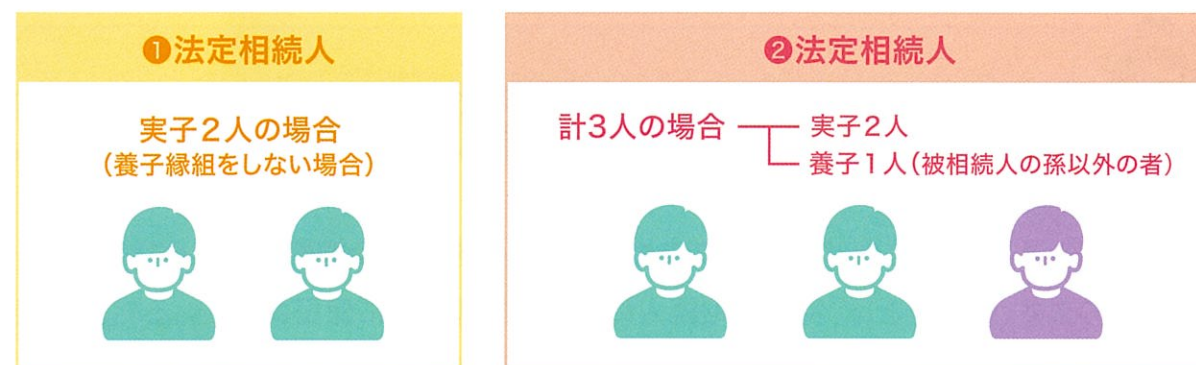 ❶法定相続人
実子2人の場合
（養子縁組をしない場合）
❷法定相続人
計3人の場合
実子2人
養子1人（被相続人の孫以外の者）